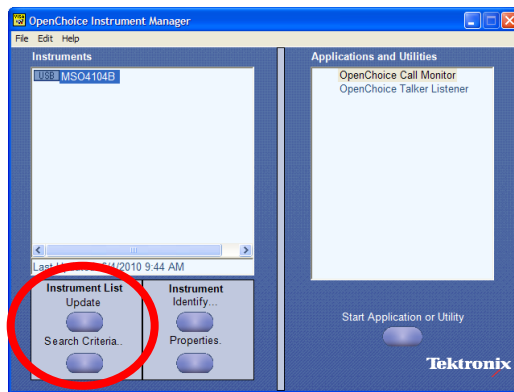 OpenChoice Instrument Manager
File Edit Help
Instruments
USB MSO4104B
Last 2010 9:44 AM
Instrument List
Update
Search Criteria..
Instrument
Identify...
Properties.
Applications and Utilities
OpenChoice Call Monitor
OpenChoice Talker Listener
Start Application or Utility
Tektronix